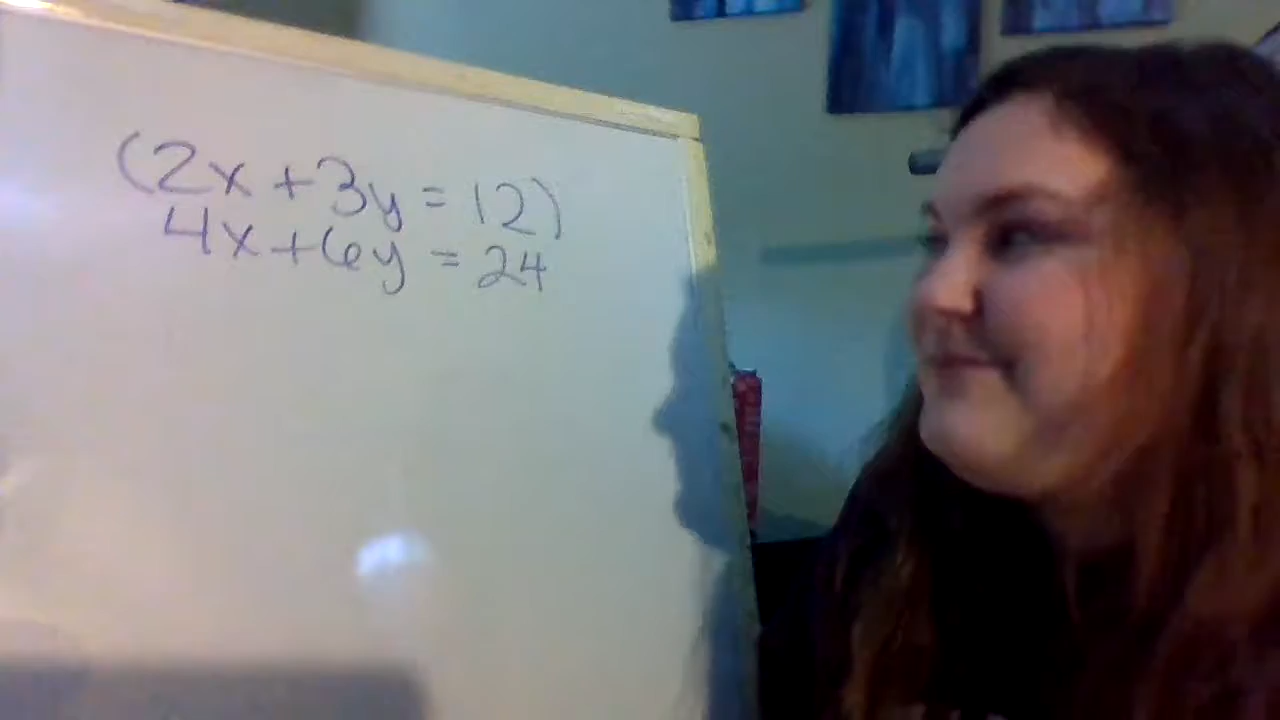 (2x + 3y = 12)
4x + 6y = 24